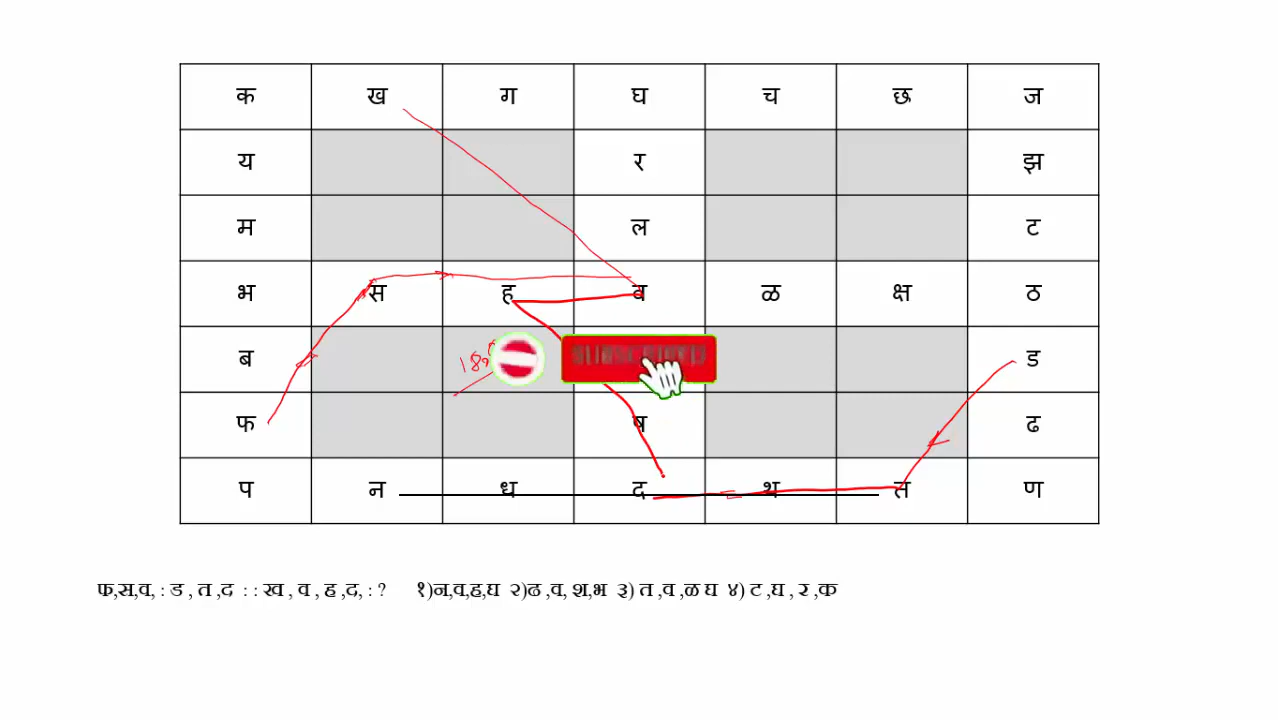 क ख ग घ च छ ज
य र झ
म ल ट
भ स ह व ळ क्ष ठ
ब ड
फ ष ढ
प न ध द थ त ण
फ,स,व, : ड , त ,द : : ख , व , ह ,द, : ? १)न,व,ह,घ २)ढ ,व, श,भ ३) त ,व ,ळ घ ४) ट ,घ , र ,क